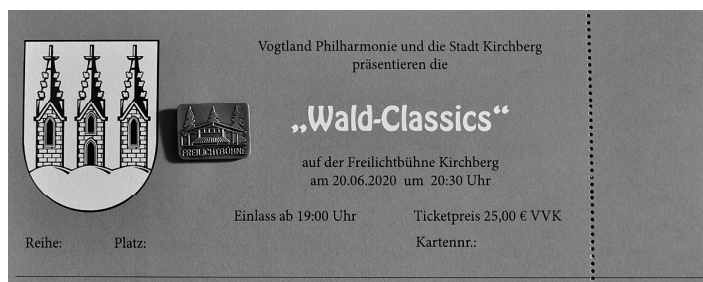 Vogtland Philharmonie und die Stadt Kirchberg
präsentieren die
„Wald-Classics“
FREILICHTBÜHNE
auf der Freilichtbühne Kirchberg
am 20.06.2020 um 20:30 Uhr
Einlass ab 19:00 Uhr Ticketpreis 25,00 € VVK
Reihe: Platz: Kartennr.: